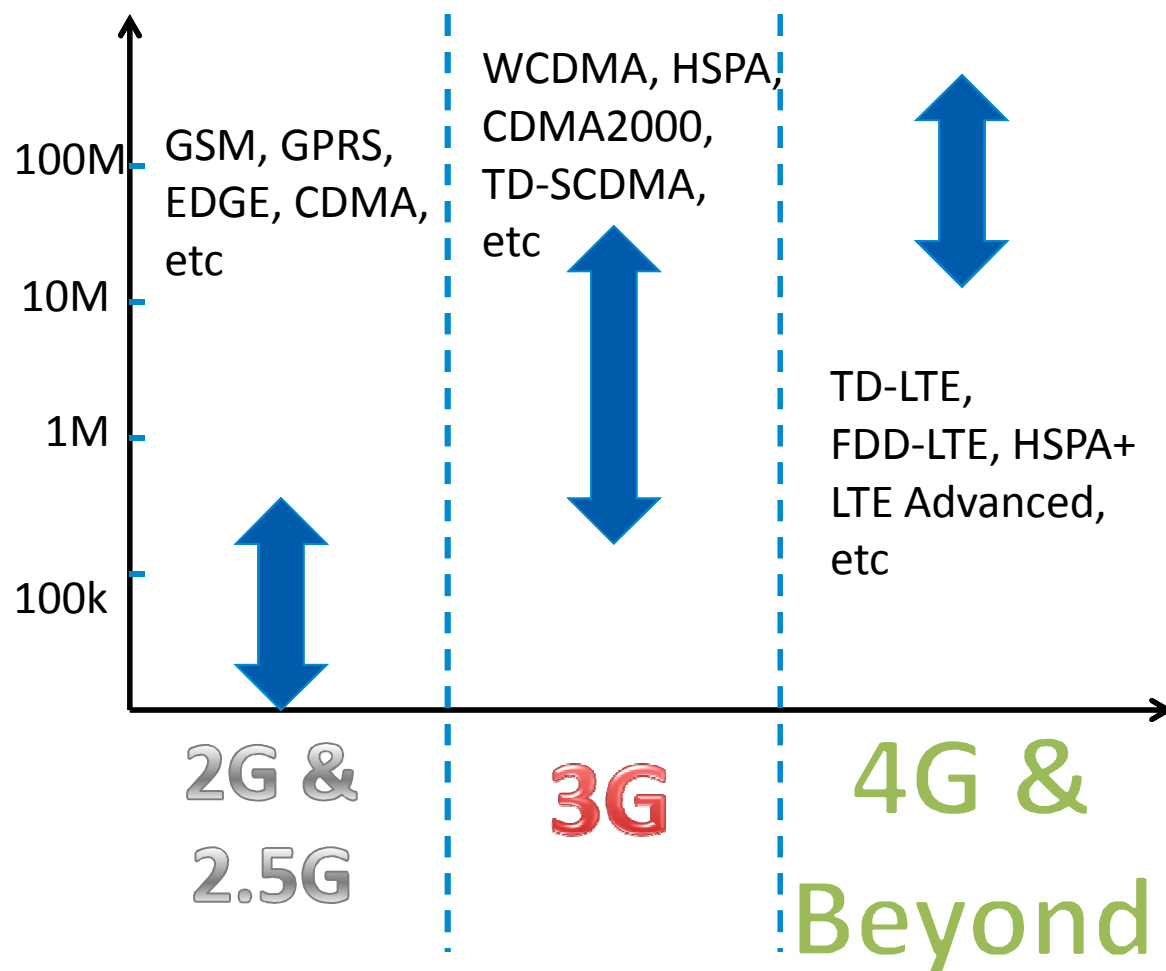 100M
10M
1M
100k
GSM, GPRS,
EDGE, CDMA,
etc
WCDMA, HSPA,
CDMA2000,
TD-SCDMA,
etc
TD-LTE,
FDD-LTE, HSPA+
LTE Advanced,
etc
2G &
2.5G
3G
4G &
Beyond